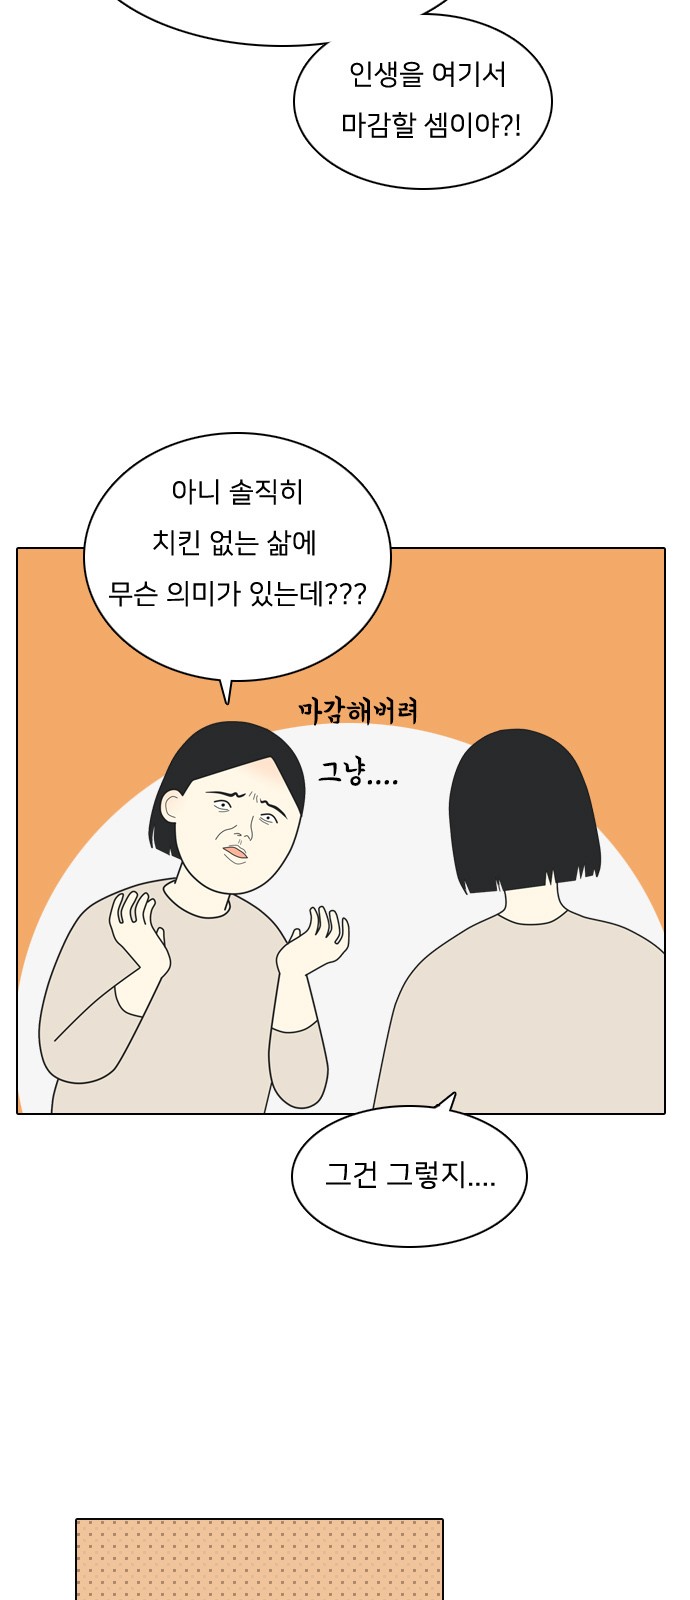 인생을 여기서
마감할 셈이야?!
아니 솔직히
치킨 없는 삶에
무슨 의미가 있는데???
마감해버려
그냥....
그건 그렇지....